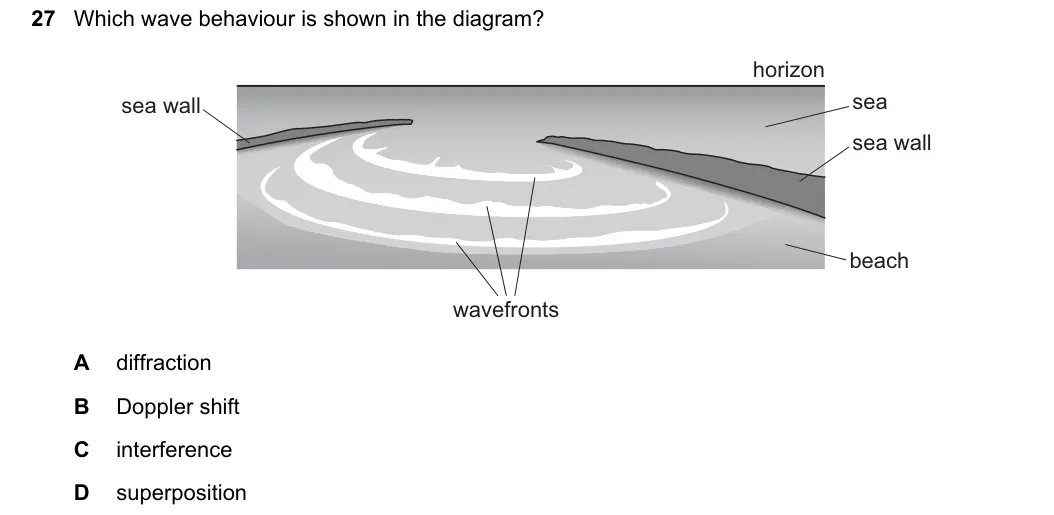 27 Which wave behaviour is shown in the diagram?
horizon
sea wall
sea
sea wall
beach
wavefronts
A diffraction
B Doppler shift
C interference
D superposition